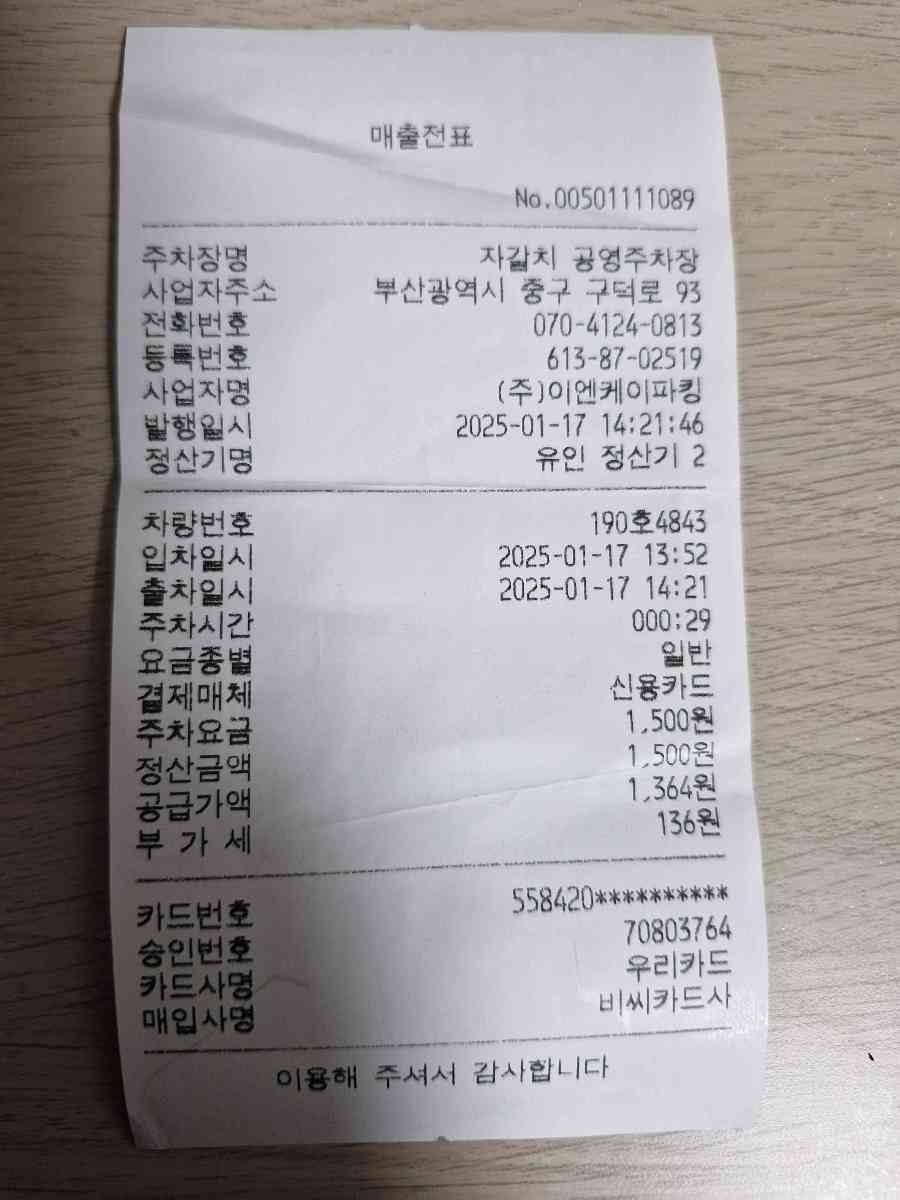 매출전표
No.00501111089
주차장명 자갈치 공영주차장
사업자주소 부산광역시 중구 구덕로 93
전화번호 070-4124-0813
등록번호 613-87-02519
사업자명 (주)이엔케이파킹
발행일시 2025-01-17 14:21:46
정산기명 유인 정산기 2
차량번호 190호4843
입차일시 2025-01-17 13:52
출차일시 2025-01-17 14:21
주차시간 000:29
요금종별 일반
결제매체 신용카드
주차요금 1,500원
정산금액 1,500원
공급가액 1,364원
부 가 세 136원
카드번호 558420**********
승인번호 70803764
카드사명 우리카드
매입사명 비씨카드사
이용해 주셔서 감사합니다